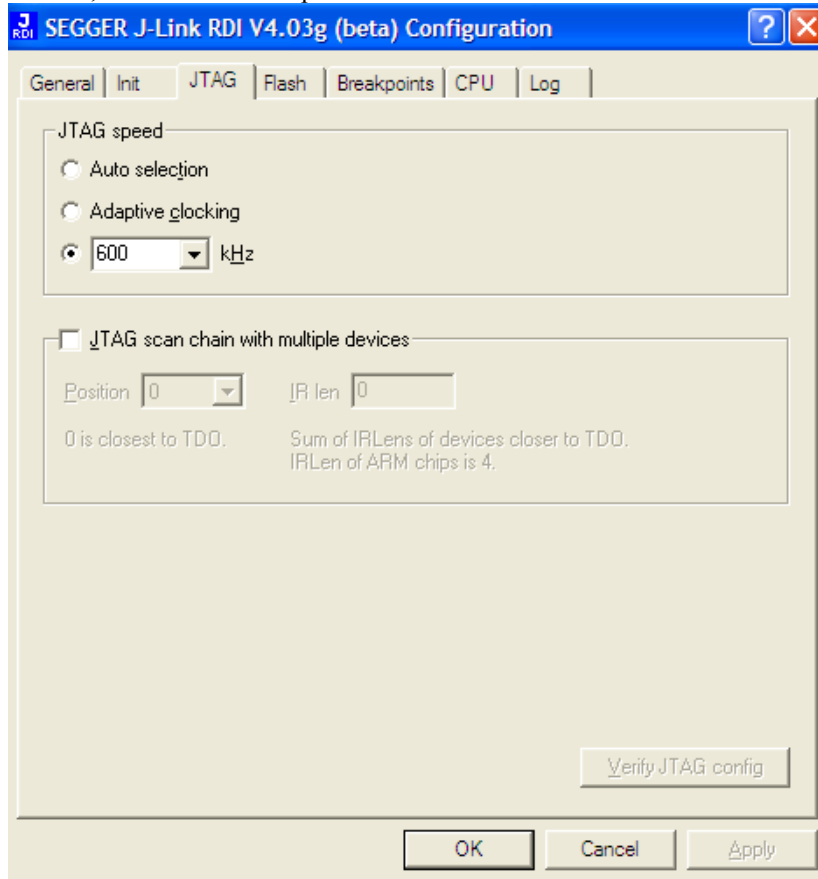 J RDI SEGGER J-Link RDI V4.03g (beta) Configuration
General Init JTAG Flash Breakpoints CPU Log
JTAG speed
Auto selection
Adaptive clocking
600 kHz
JTAG scan chain with multiple devices
Position 0 IR len 0
0 is closest to TDO. Sum of IRLens of devices closer to TDO.
IRLen of ARM chips is 4.
Verify JTAG config
OK Cancel Apply